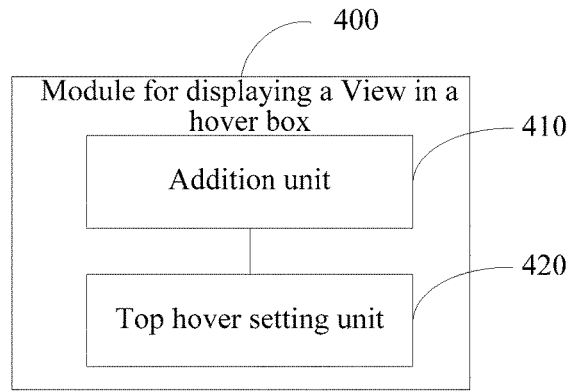 400
Module for displaying a View in a
hover box
410
Addition unit
420
Top hover setting unit